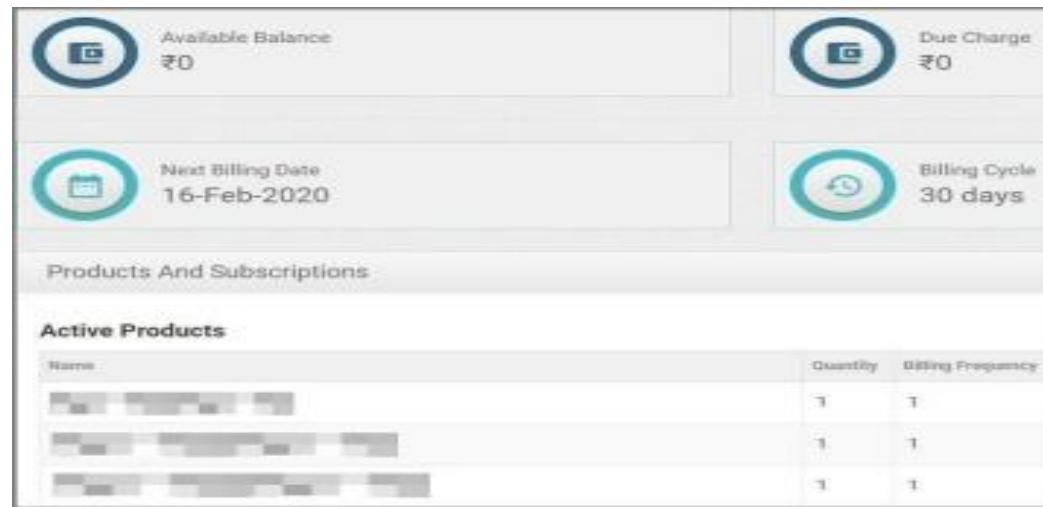 Available Balance
₹0
Due Charge
₹0
Next Billing Date
16-Feb-2020
Billing Cycle
30 days
Products And Subscriptions
Active Products
Name Quantity Billing Frequency
1 1
1 1
1 1